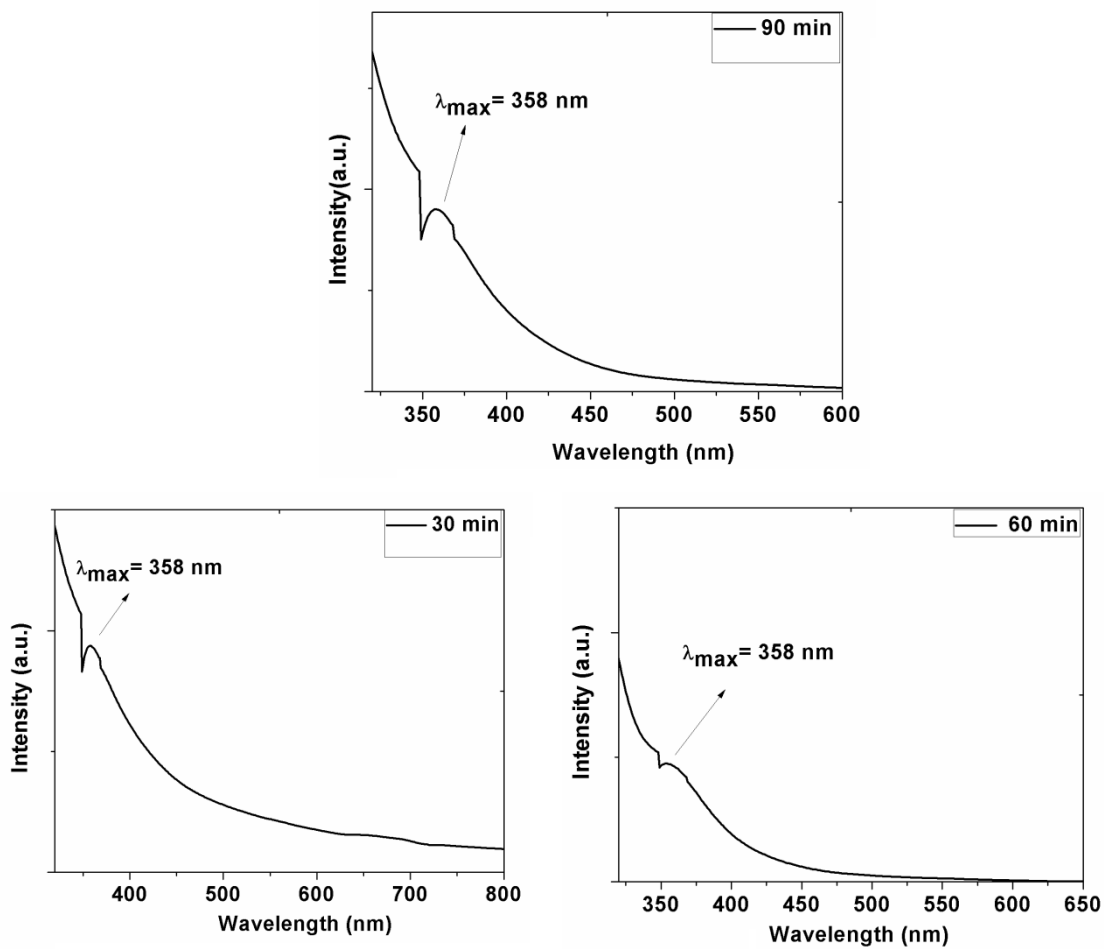 90 min
λmax= 358 nm
Intensity(a.u.)
350 400 450 500 550 600
Wavelength (nm)
30 min
λmax= 358 nm
Intensity (a.u.)
400 500 600 700 800
Wavelength (nm)
60 min
λmax= 358 nm
Intensity (a.u.)
350 400 450 500 550 600 650
Wavelength (nm)